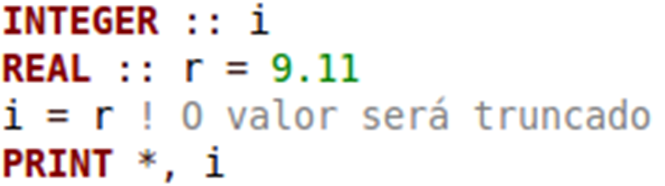 INTEGER :: i
REAL :: r = 9.11
i = r ! O valor será truncado
PRINT *, i